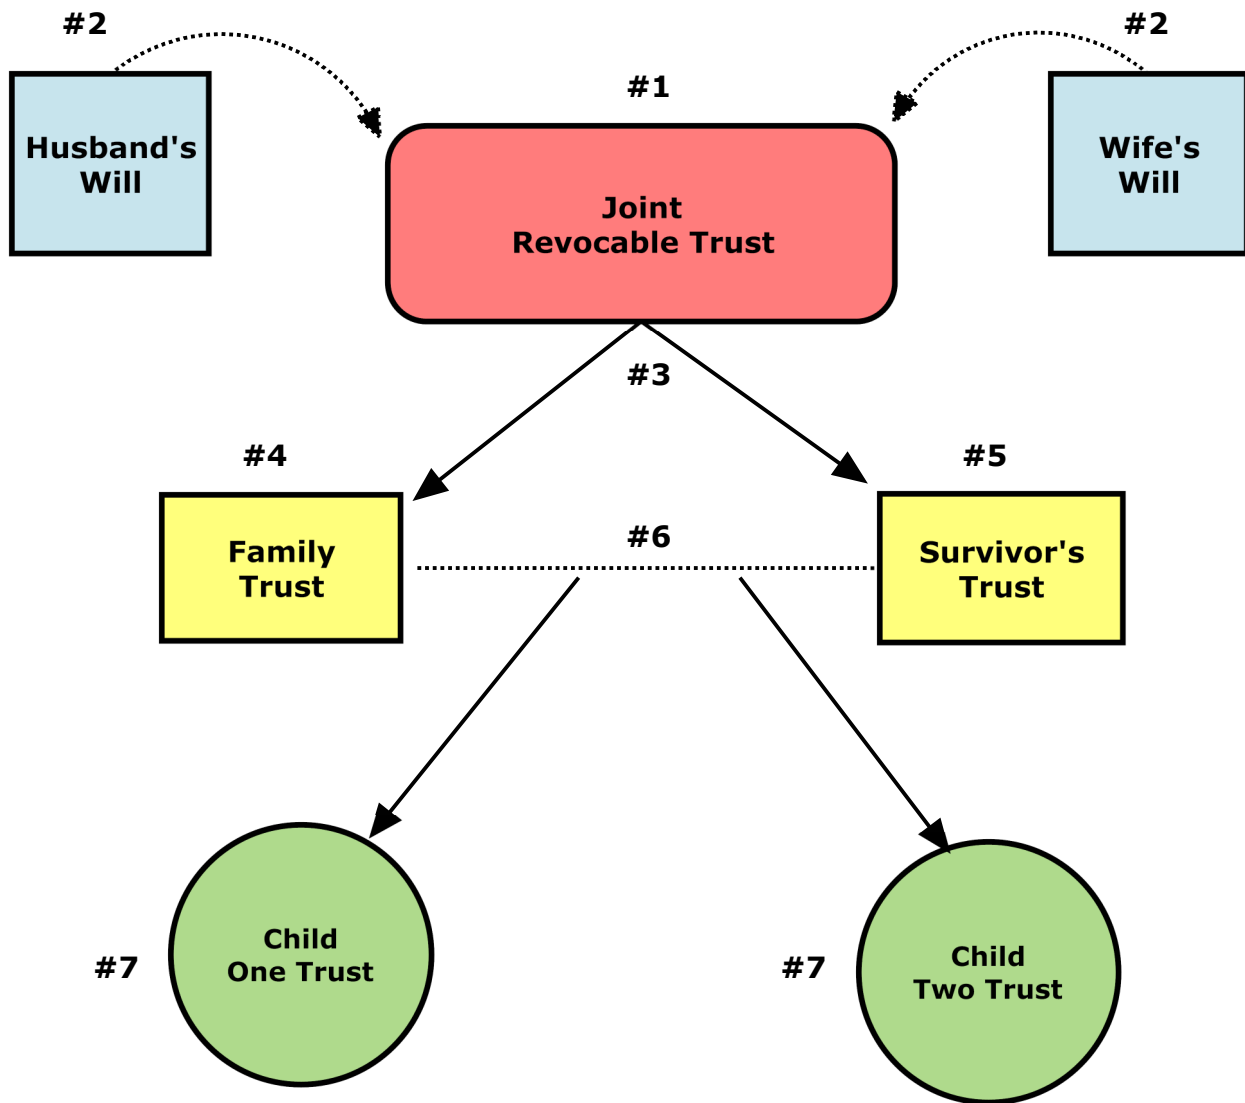 #2
#2
#1
Husband's
Will
Wife's
Will
Joint
Revocable Trust
#3
#4
#5
#6
Family
Trust
Survivor's
Trust
Child
One Trust
#7
Child
Two Trust
#7